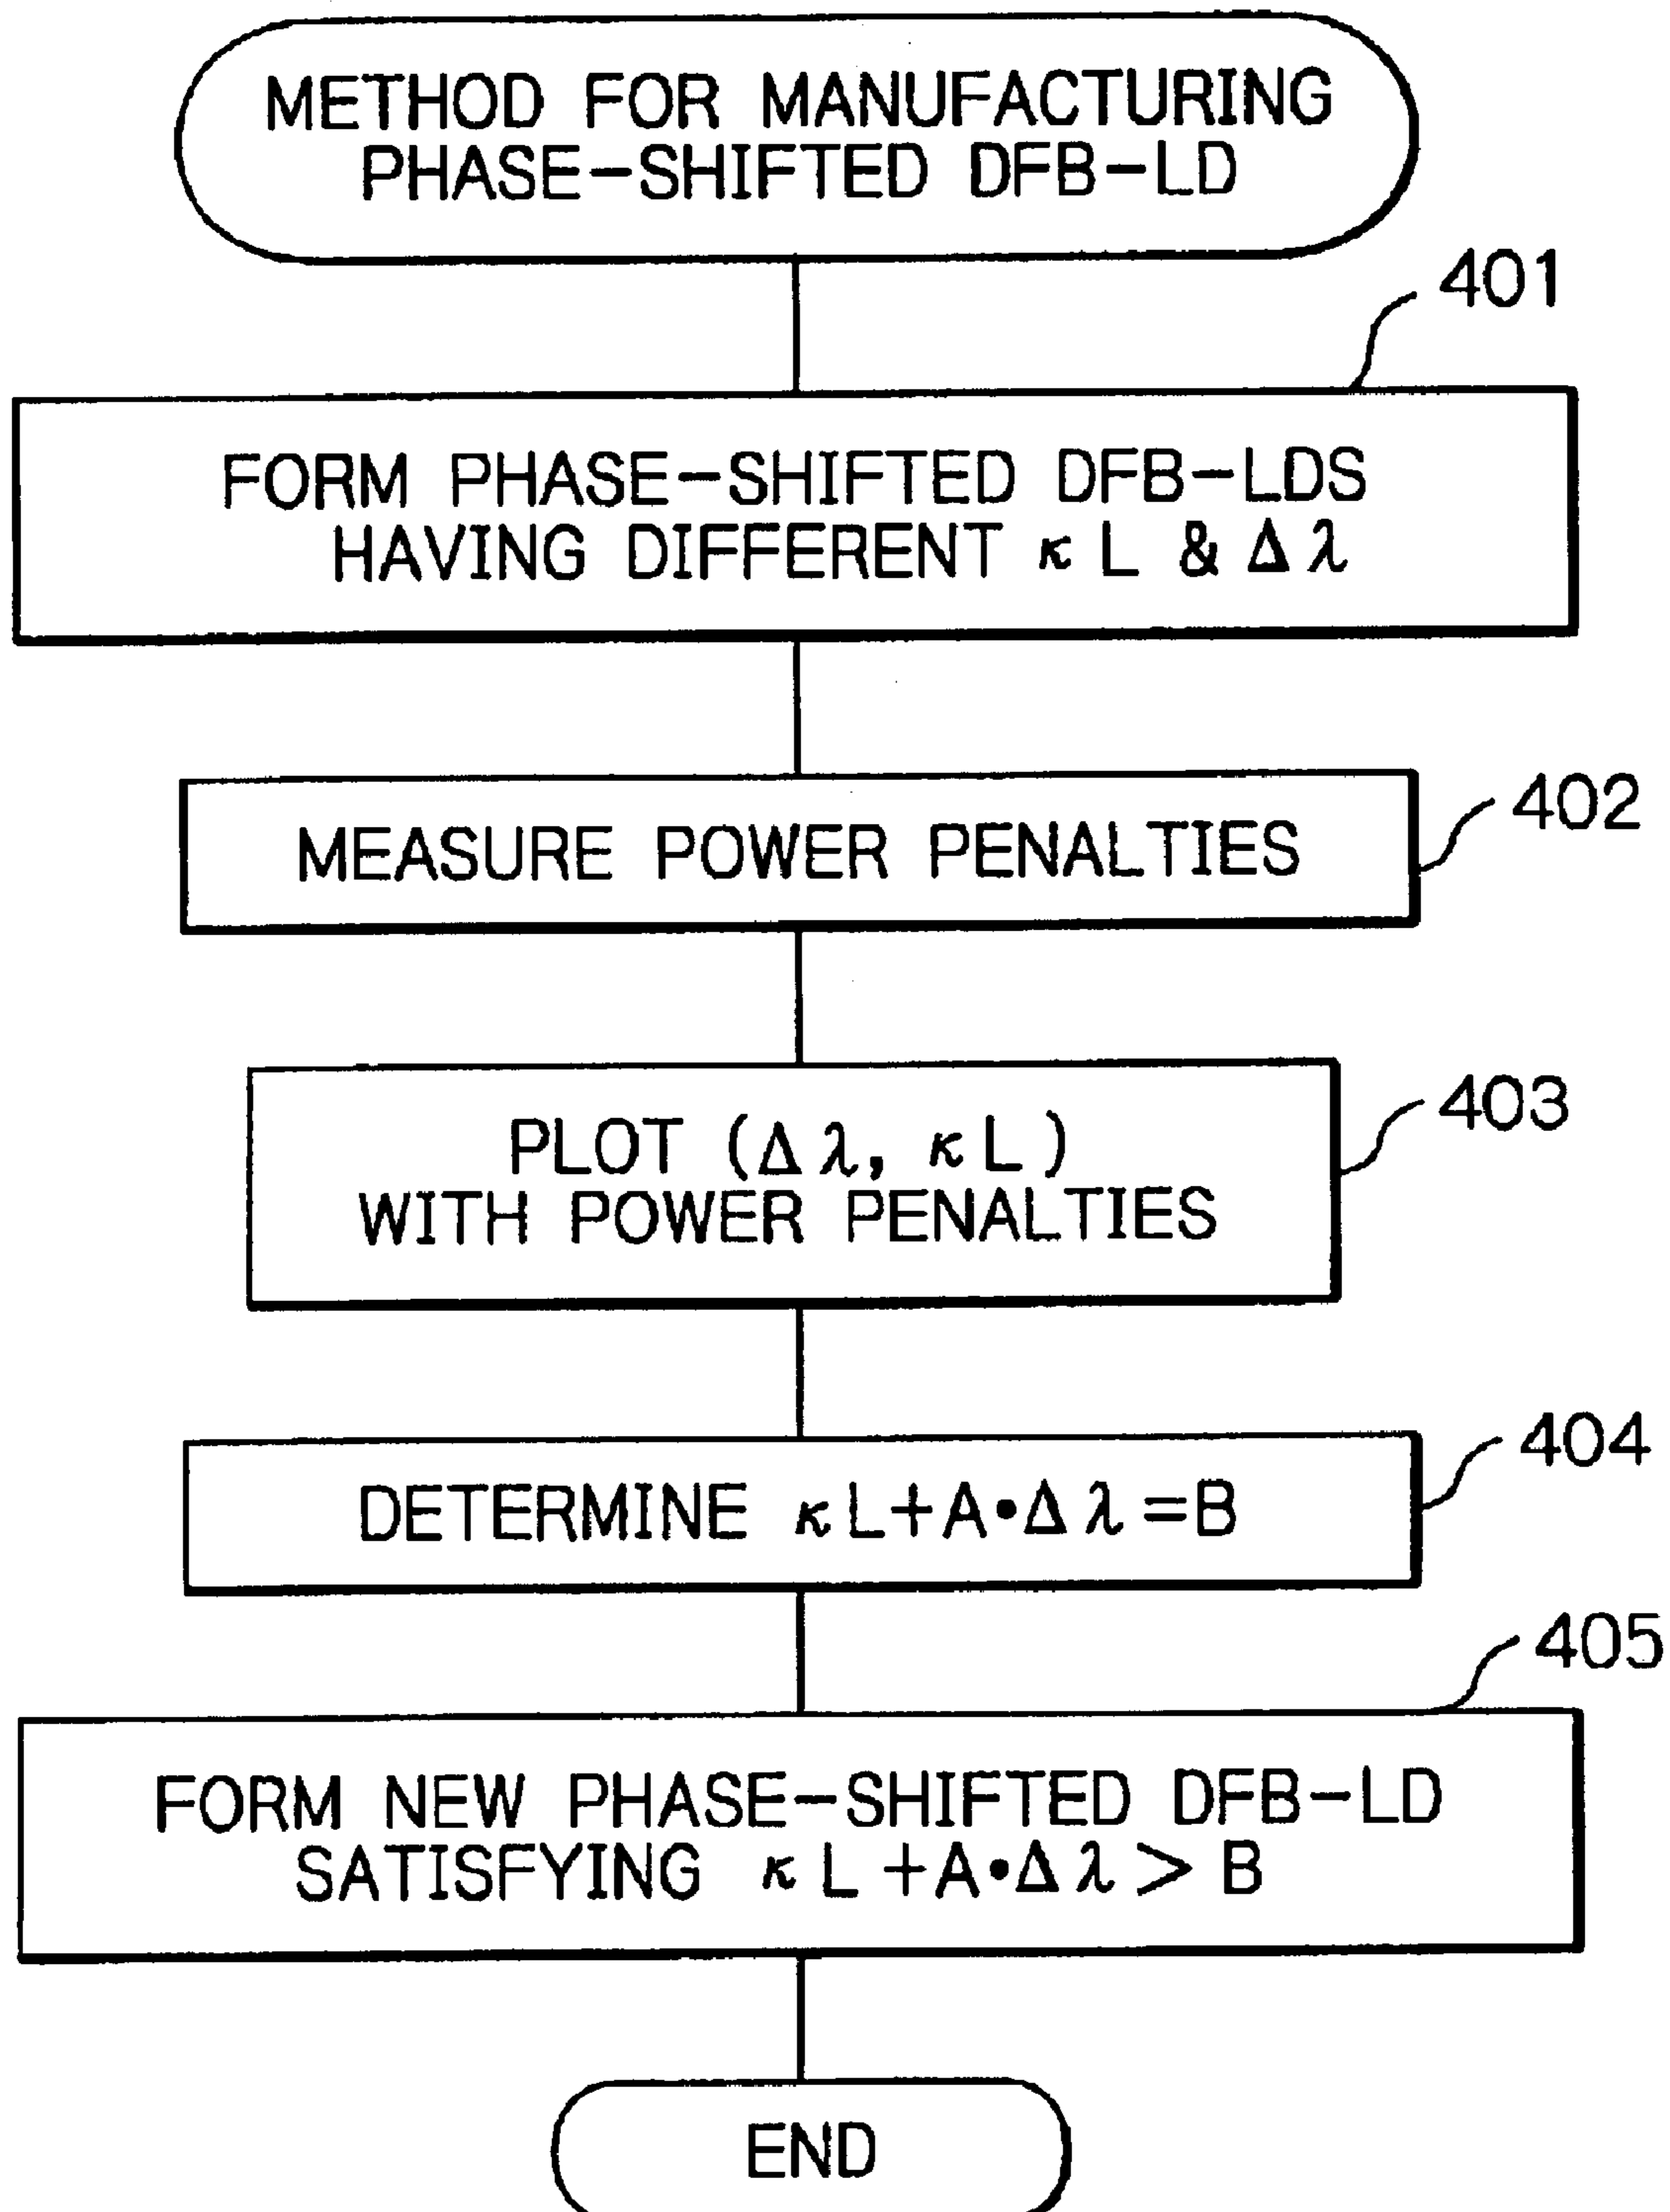 METHOD FOR MANUFACTURING
PHASE-SHIFTED DFB-LD
401
FORM PHASE-SHIFTED DFB-LDS
HAVING DIFFERENT κL & Δλ
402
MEASURE POWER PENALTIES
403
PLOT (Δλ, κL)
WITH POWER PENALTIES
404
DETERMINE κL+A•Δλ=B
405
FORM NEW PHASE-SHIFTED DFB-LD
SATISFYING κL+A•Δλ>B
END